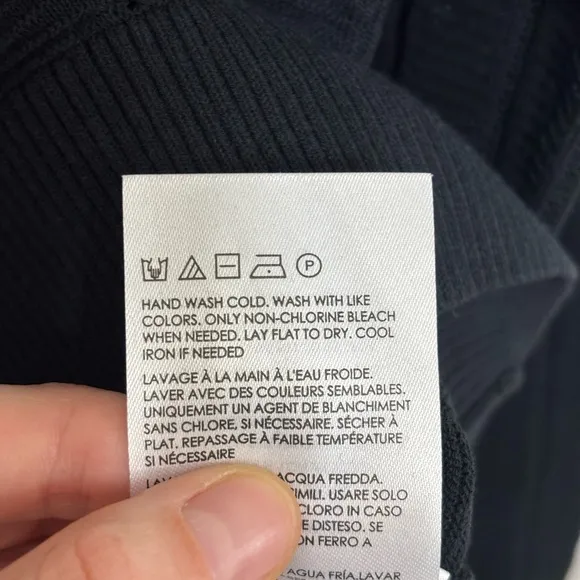 P
HAND WASH COLD. WASH WITH LIKE
COLORS. ONLY NON-CHLORINE BLEACH
WHEN NEEDED. LAY FLAT TO DRY. COOL
IRON IF NEEDED
LAVAGE À LA MAIN À L'EAU FROIDE.
LAVER AVEC DES COULEURS SEMBLABLES.
UNIQUEMENT UN AGENT DE BLANCHIMENT
SANS CHLORE, SI NÉCESSAIRE. SÉCHER À
PLAT. REPASSAGE À FAIBLE TEMPÉRATURE
SI NÉCESSAIRE
ACQUA FREDDA.
USARE SOLO
CLORO IN CASO
E DISTESO. SE
FERRO A
AGUA FRÍA. LAVAR